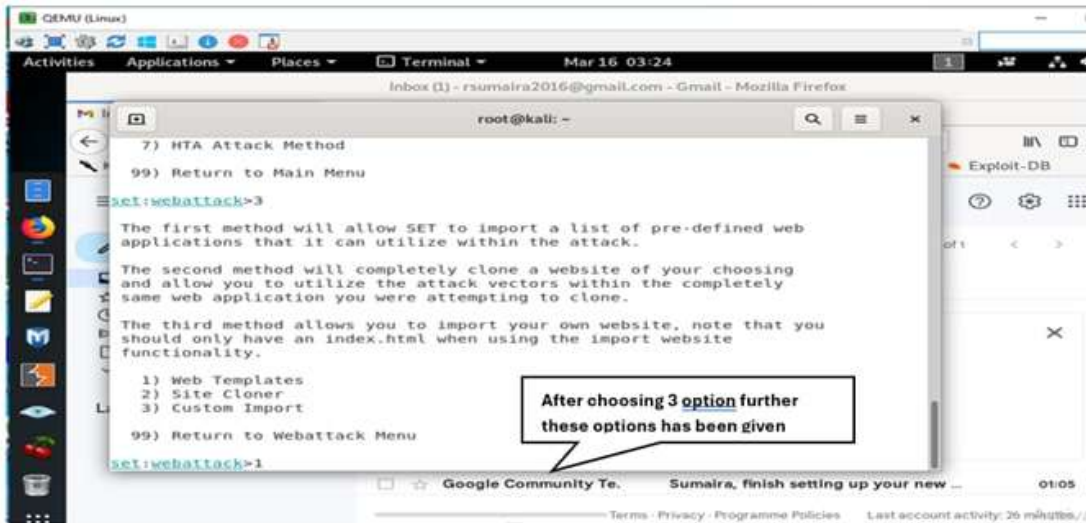 QEMU (Linux)
Activities Applications Places Terminal Mar 16 03:24 1
Inbox (1) - rsumaira2016@gmail.com - Gmail - Mozilla Firefox
root@kali: ~
7) HTA Attack Method
Exploit-DB
99) Return to Main Menu
set:webattack>3
The first method will allow SET to import a list of pre-defined web
applications that it can utilize within the attack.
of 1
The second method will completely clone a website of your choosing
and allow you to utilize the attack vectors within the completely
same web application you were attempting to clone.
The third method allows you to import your own website, note that you
should only have an index.html when using the import website
functionality.
1) Web Templates
2) Site Cloner
3) Custom Import
99) Return to Webattack Menu
set:webattack>1
After choosing 3 option further
these options has been given
Google Community Te. Sumaira, finish setting up your new ... 01:05
Terms · Privacy · Programme Policies Last account activity: 26 minutes